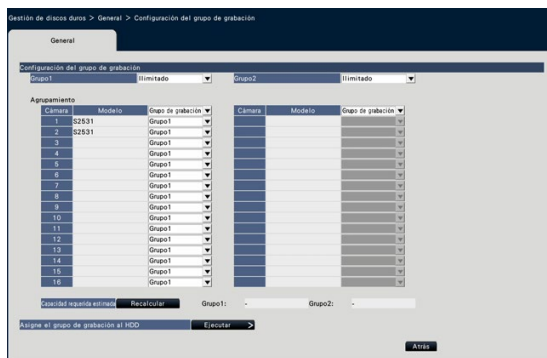 Gestión de discos duros > General > Configuración del grupo de grabación
General
Configuración del grupo de grabación
Grupo1 Ilimitado ▼ Grupo2 Ilimitado ▼
Agrupamiento
Cámara Modelo Grupo de grabación ▼ Cámara Modelo Grupo de grabación ▼
1 S2531 Grupo1 ▼
2 S2531 Grupo1 ▼
3 Grupo1 ▼
4 Grupo1 ▼
5 Grupo1 ▼
6 Grupo1 ▼
7 Grupo1 ▼
8 Grupo1 ▼
9 Grupo1 ▼
10 Grupo1 ▼
11 Grupo1 ▼
12 Grupo1 ▼
13 Grupo1 ▼
14 Grupo1 ▼
15 Grupo1 ▼
16 Grupo1 ▼
Capacidad requerida estimada Recalcular Grupo1: - Grupo2: -
Asigne el grupo de grabación al HDD Ejecutar >
Atrás